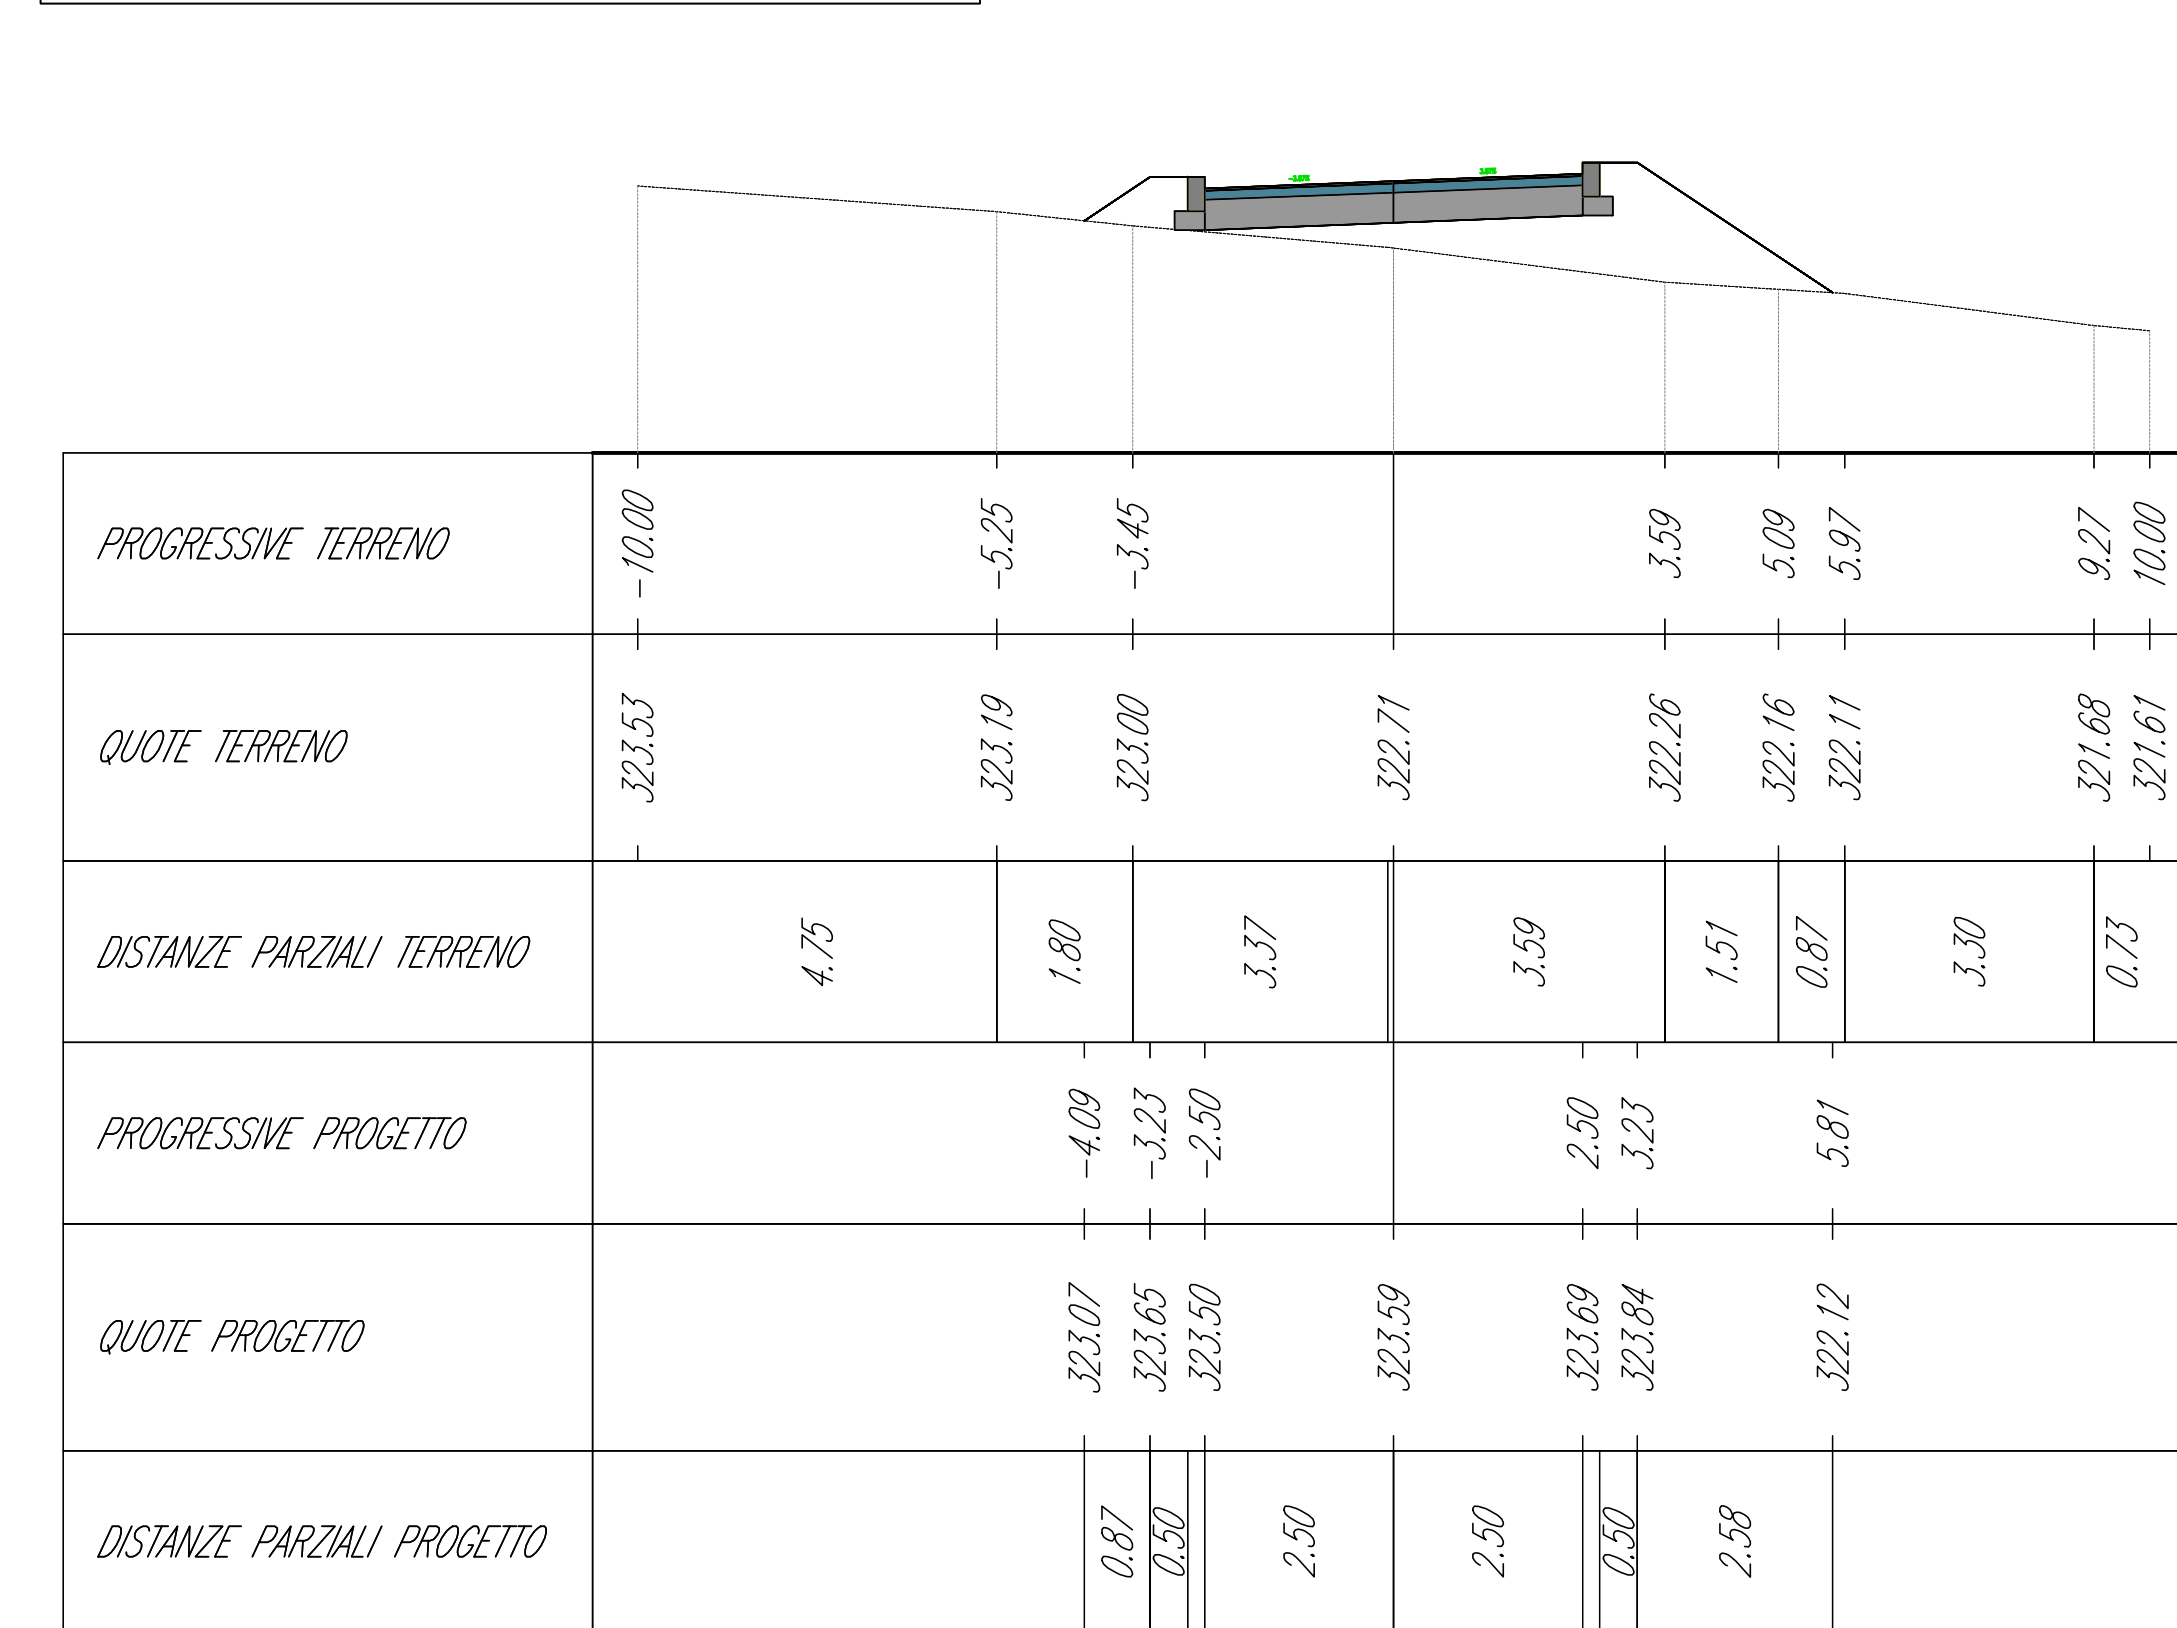 PROGRESSIVE TERRENO -10.00 -5.25 -3.45 3.59 5.09 5.97 9.27 10.00
QUOTE TERRENO 323.53 323.19 323.00 322.71 322.26 322.16 322.11 321.68 321.61
DISTANZE PARZIALI TERRENO 4.75 1.80 3.37 3.59 1.51 0.87 3.30 0.73
PROGRESSIVE PROGETTO -4.09 -3.23 -2.50 2.50 3.23 5.81
QUOTE PROGETTO 323.07 323.65 323.50 323.59 323.69 323.84 322.12
DISTANZE PARZIALI PROGETTO 0.87 0.50 2.50 2.50 0.50 2.58